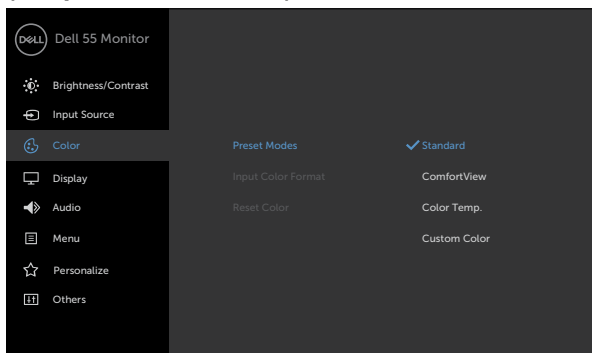 DELL
Dell 55 Monitor
Brightness/Contrast
Input Source
Color
Preset Modes
Standard
Display
Input Color Format
ComfortView
Audio
Reset Color
Color Temp.
Menu
Custom Color
Personalize
Others